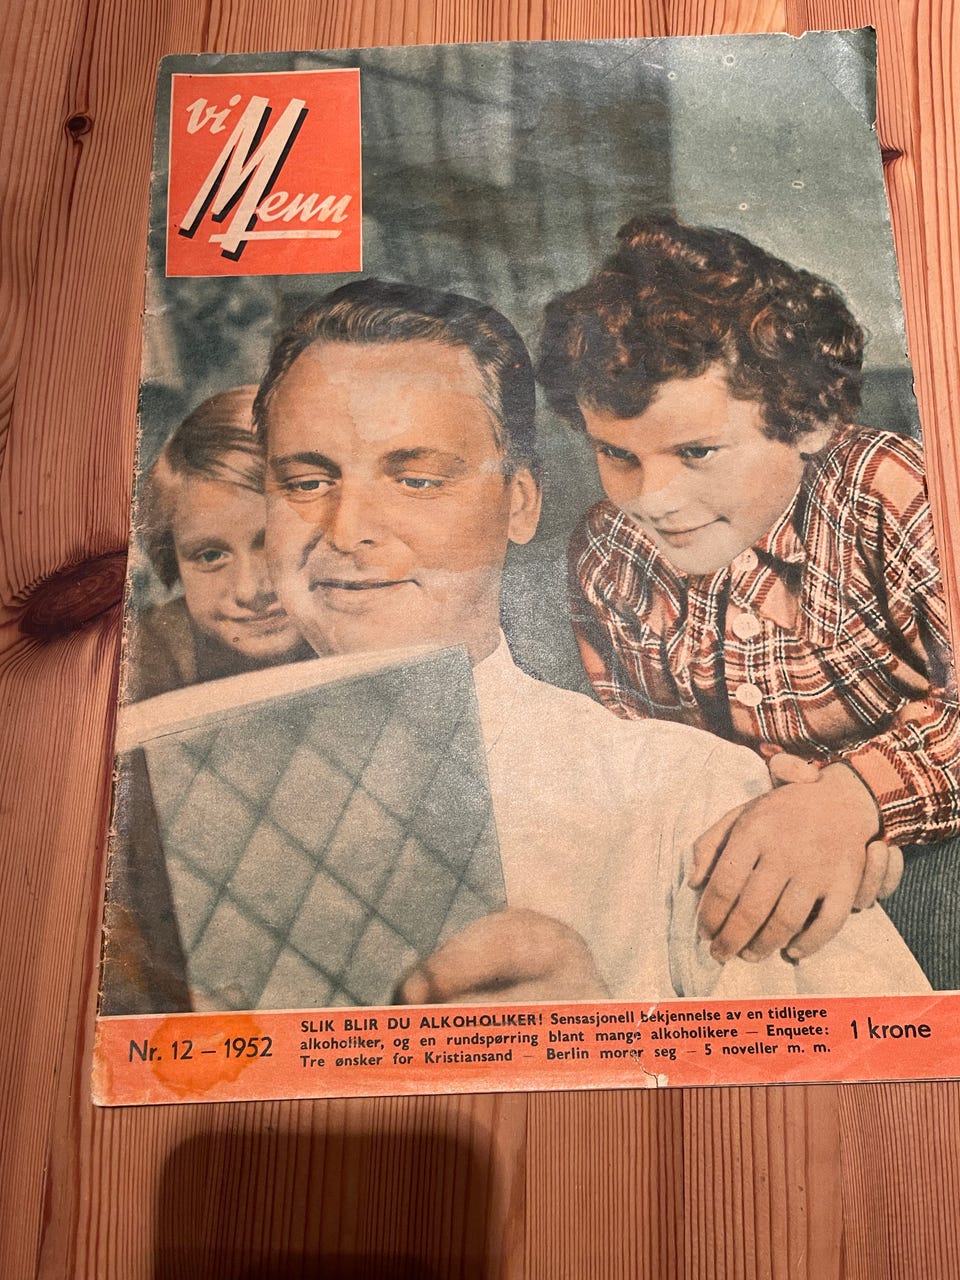 vi
Menn
Nr. 12 – 1952
SLIK BLIR DU ALKOHOLIKER! Sensasjonell bekjennelse av en tidligere
alkoholiker, og en rundspørring blant mange alkoholikere — Enquete:
Tre ønsker for Kristiansand — Berlin morer seg — 5 noveller m. m.
1 krone